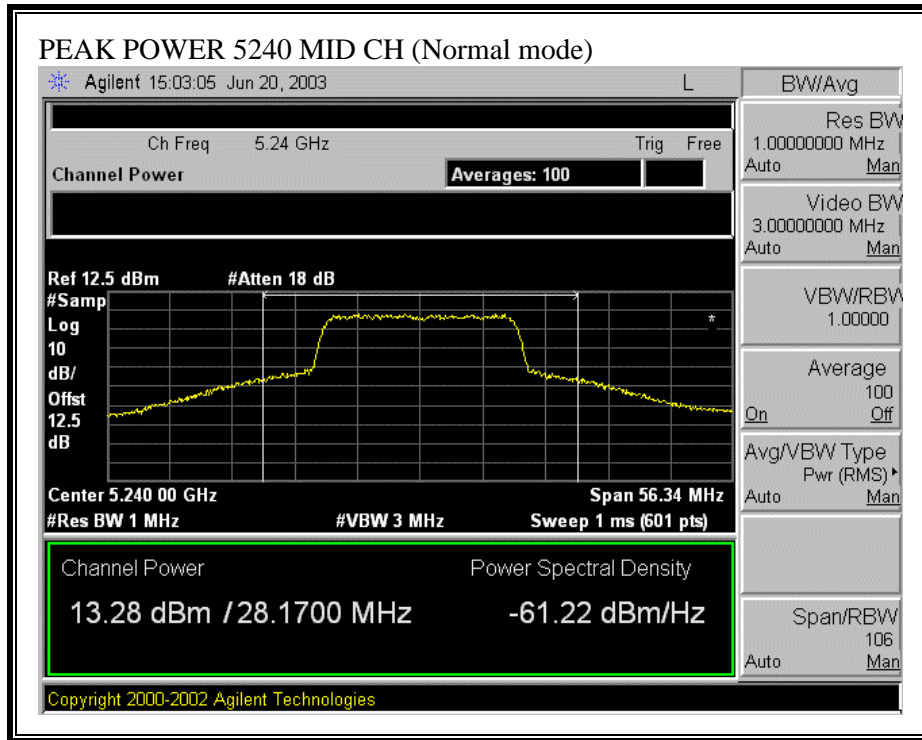 PEAK POWER 5240 MID CH (Normal mode)
Agilent 15:03:05 Jun 20, 2003 L
Ch Freq 5.24 GHz Trig Free
Channel Power Averages: 100
Ref 12.5 dBm #Atten 18 dB
#Samp
Log
10
dB/
Offst
12.5
dB
*
Center 5.240 00 GHz Span 56.34 MHz
#Res BW 1 MHz #VBW 3 MHz Sweep 1 ms (601 pts)
Channel Power Power Spectral Density
13.28 dBm / 28.1700 MHz -61.22 dBm/Hz
Copyright 2000-2002 Agilent Technologies
BW/Avg
Res BW
1.00000000 MHz
Auto Man
Video BW
3.00000000 MHz
Auto Man
VBW/RBW
1.00000
Average
100
On Off
Avg/VBW Type
Pwr (RMS)
Auto Man
Span/RBW
106
Auto Man